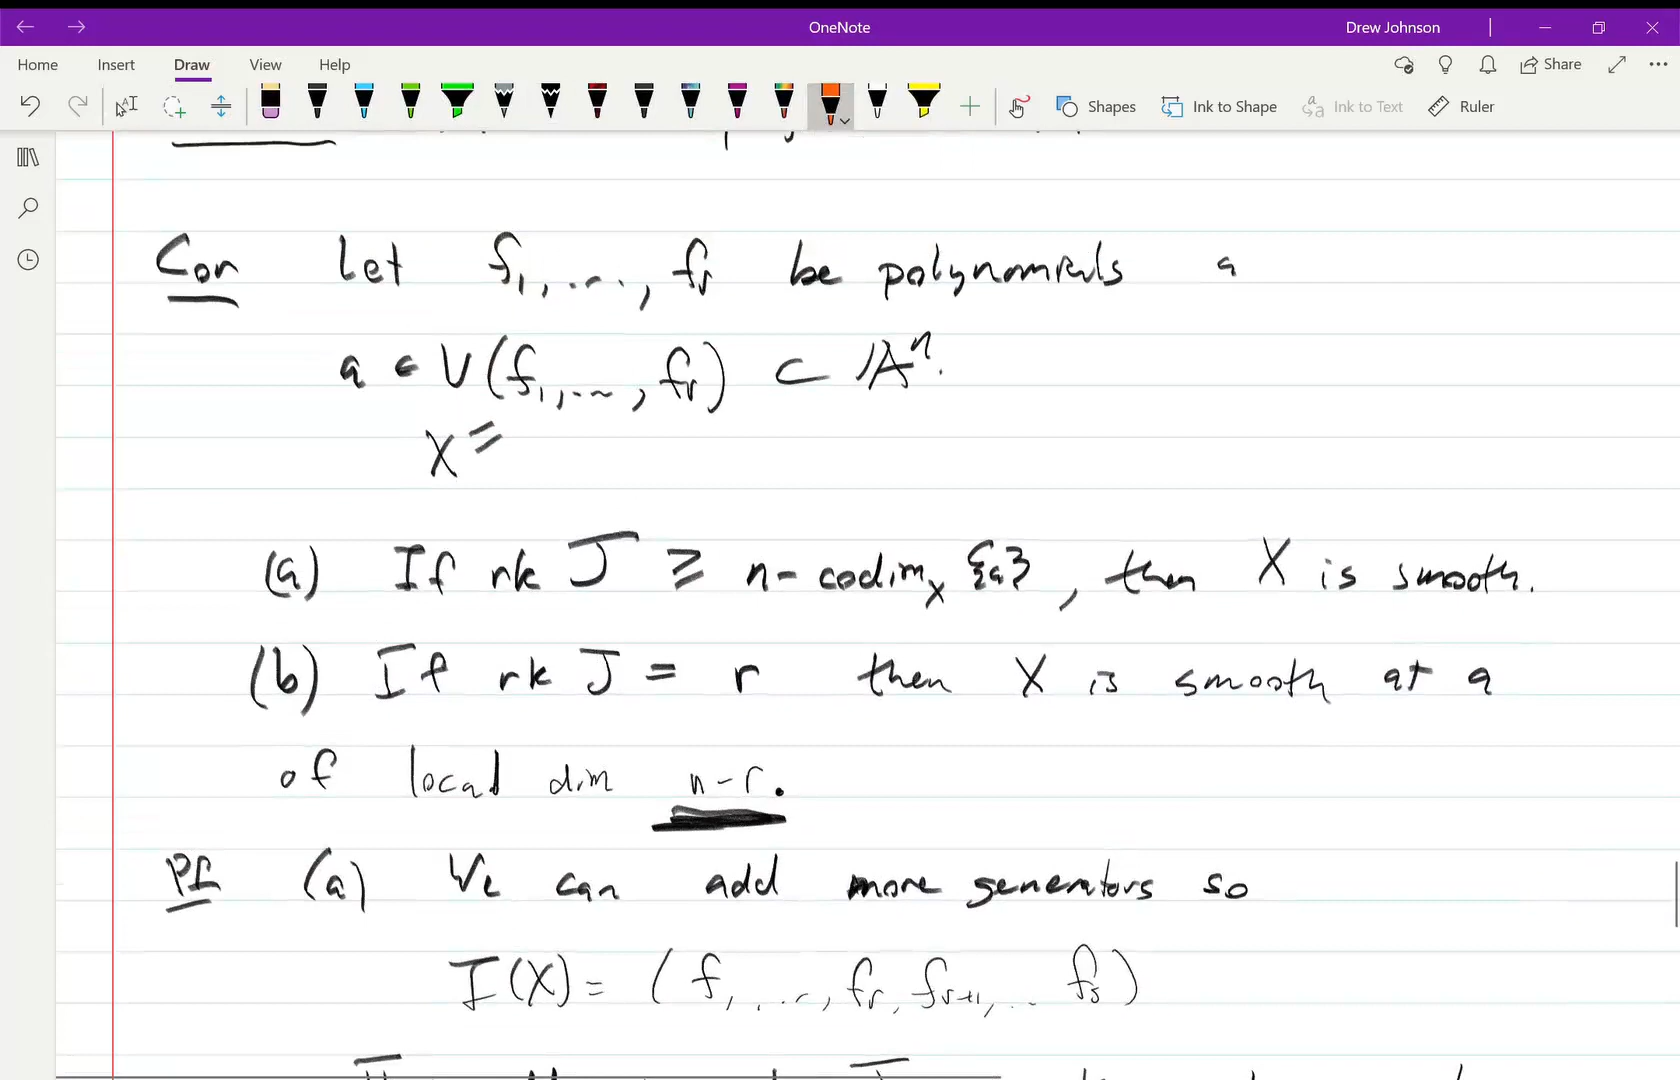 OneNote
Drew Johnson
Home Insert Draw View Help
Share
Shapes Ink to Shape Ink to Text Ruler
Cor Let f₁, ..., fᵣ be polynomials a
a ∈ V(f₁, ..., fᵣ) ⊂ 𝔸ⁿ.
X =
(a) If rk J ≥ n - codimₓ {a}, then X is smooth.
(b) If rk J = r then X is smooth at a
of local dim n-r.
Pf (a) We can add more generators so
I(X) = (f₁, ..., fᵣ, fᵣ₊₁, ... fₛ)